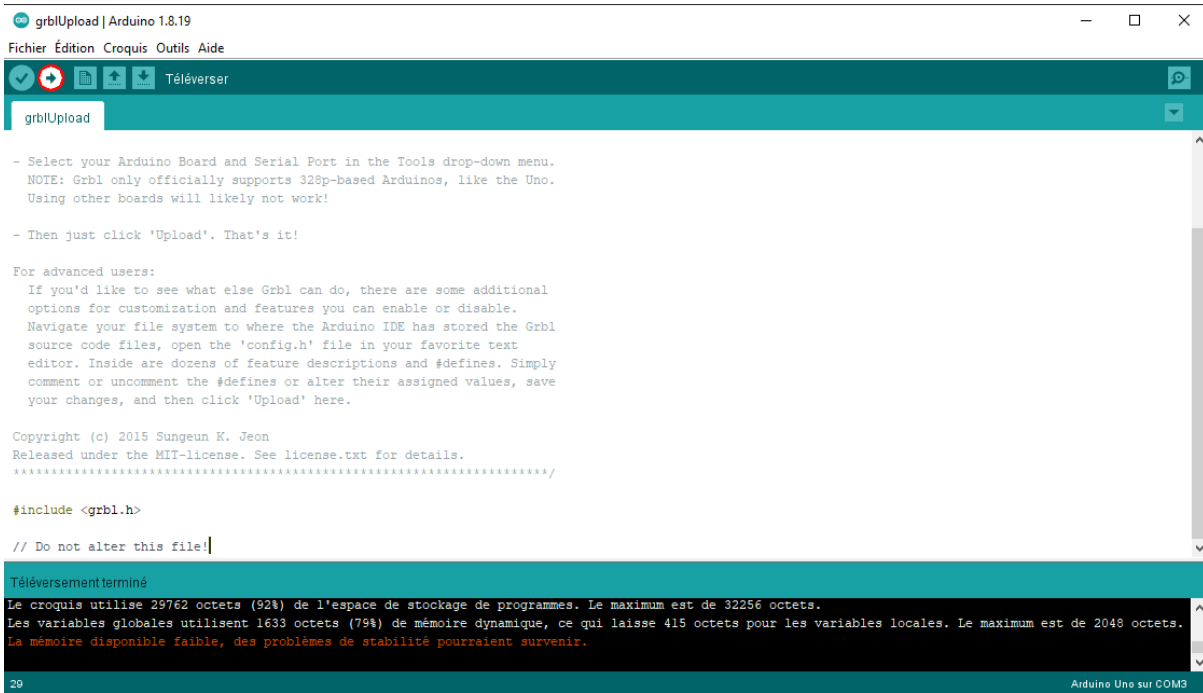 grblUpload | Arduino 1.8.19
Fichier Édition Croquis Outils Aide
Téléverser
grblUpload
- Select your Arduino Board and Serial Port in the Tools drop-down menu.
NOTE: Grbl only officially supports 328p-based Arduinos, like the Uno.
Using other boards will likely not work!
- Then just click 'Upload'. That's it!
For advanced users:
If you'd like to see what else Grbl can do, there are some additional
options for customization and features you can enable or disable.
Navigate your file system to where the Arduino IDE has stored the Grbl
source code files, open the 'config.h' file in your favorite text
editor. Inside are dozens of feature descriptions and #defines. Simply
comment or uncomment the #defines or alter their assigned values, save
your changes, and then click 'Upload' here.
Copyright (c) 2015 Sungeun K. Jeon
Released under the MIT-license. See license.txt for details.
***********************************************************************/
#include <grbl.h>
// Do not alter this file!
Téléversement terminé
Le croquis utilise 29762 octets (92%) de l'espace de stockage de programmes. Le maximum est de 32256 octets.
Les variables globales utilisent 1633 octets (79%) de mémoire dynamique, ce qui laisse 415 octets pour les variables locales. Le maximum est de 2048 octets.
La mémoire disponible faible, des problèmes de stabilité pourraient survenir.
29
Arduino Uno sur COM3